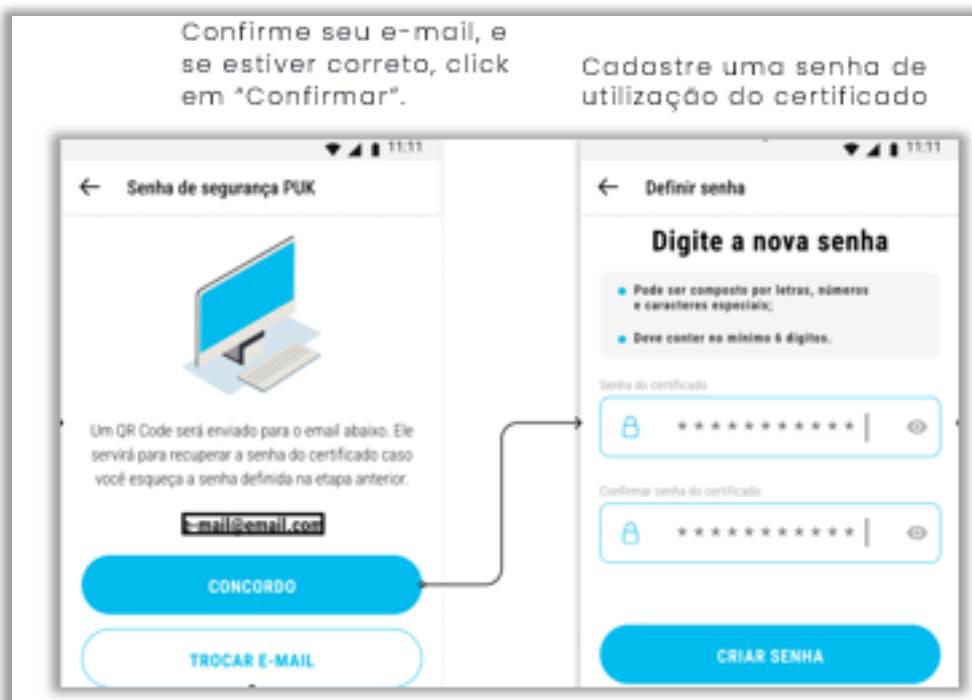 Confirme seu e-mail, e
se estiver correto, click
em “Confirmar”.
11:11
Senha de segurança PUK
Um QR Code será enviado para o email abaixo. Ele
servirá para recuperar a senha do certificado caso
você esqueça a senha definida na etapa anterior.
e-mail@email.com
CONCORDO
TROCAR E-MAIL
Cadastre uma senha de
utilização do certificado
11:11
Definir senha
Digite a nova senha
Pode ser composto por letras, números
e caracteres especiais;
Deve conter no mínimo 6 dígitos.
Senha do certificado
* * * * * * * * * * *
Confirmar senha do certificado
* * * * * * * * * * *
CRIAR SENHA